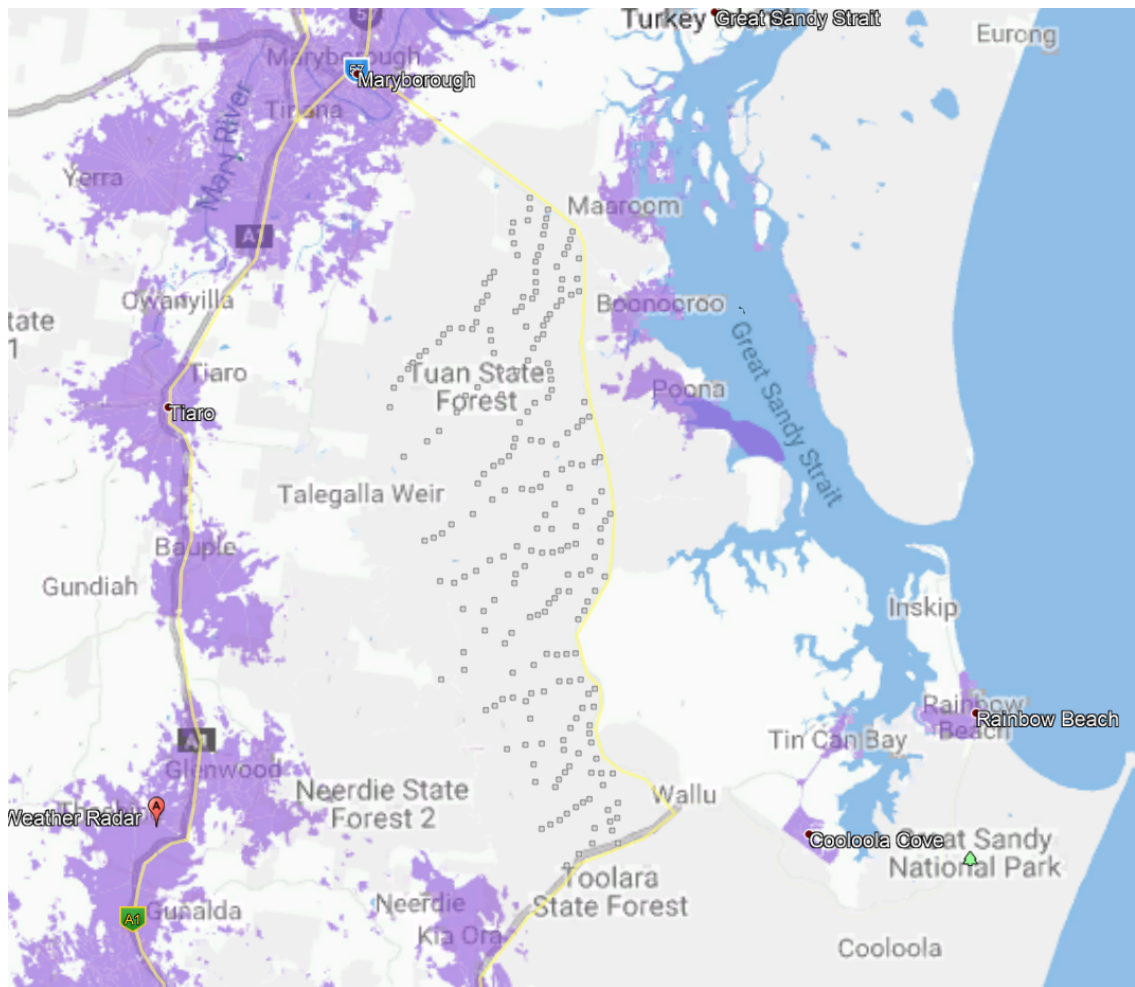 Turkey Island
Great Sandy Strait
Eurong
Maryborough
57
Maryborough
Tinana
Mary River
Yerra
Maaroom
A1
Owanyilla
Boonooroo
tate
1
Great Sandy Strait
Tiaro
Tuan State
Forest
Poona
Tiaro
Talegalla Weir
Bauple
Gundiah
Inskip
Rainbow
Beach
Rainbow Beach
Tin Can Bay
A1
Glenwood
Neerdie State
Forest 2
Wallu
A
Weather Radar
Cooloola Cove
Great Sandy
National Park
Toolara
State Forest
Neerdie
A1
Gunalda
Kia Ora
Cooloola